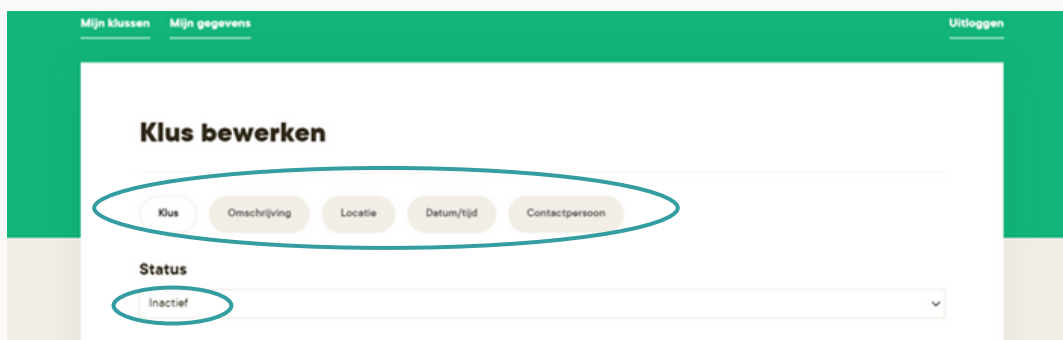 Mijn klussen Mijn gegevens Uitloggen
Klus bewerken
Klus Omschrijving Locatie Datum/tijd Contactpersoon
Status
Inactief